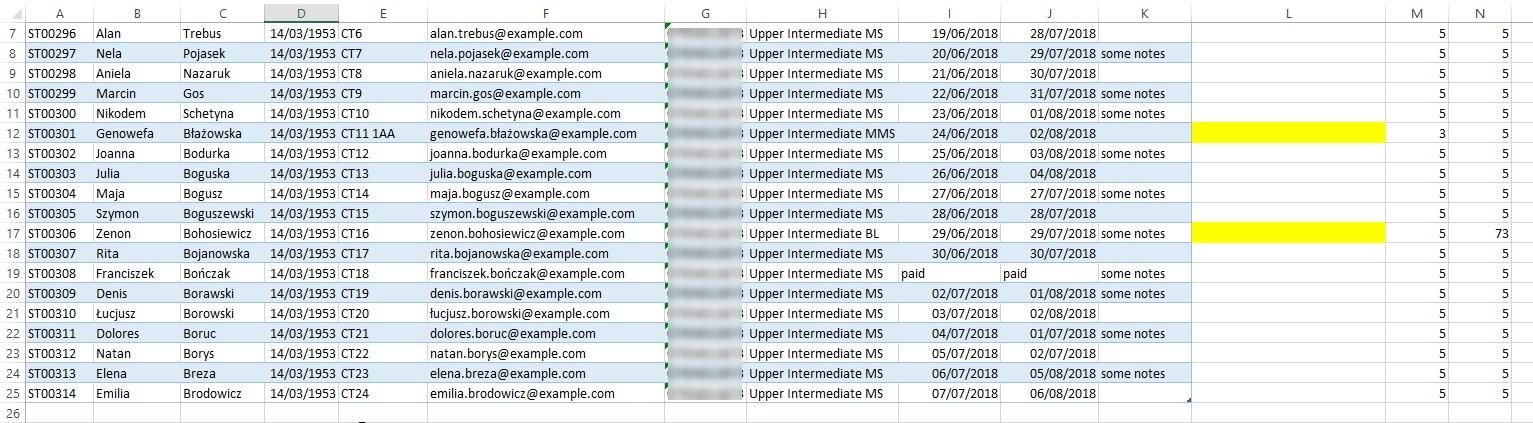 A B C D E F G H I J K L M N
7 ST00296 Alan Trebus 14/03/1953 CT6 alan.trebus@example.com Upper Intermediate MS 19/06/2018 28/07/2018 5 5
8 ST00297 Nela Pojasek 14/03/1953 CT7 nela.pojasek@example.com Upper Intermediate MS 20/06/2018 29/07/2018 some notes 5 5
9 ST00298 Aniela Nazaruk 14/03/1953 CT8 aniela.nazaruk@example.com Upper Intermediate MS 21/06/2018 30/07/2018 5 5
10 ST00299 Marcin Gos 14/03/1953 CT9 marcin.gos@example.com Upper Intermediate MS 22/06/2018 31/07/2018 some notes 5 5
11 ST00300 Nikodem Schetyna 14/03/1953 CT10 nikodem.schetyna@example.com Upper Intermediate MS 23/06/2018 01/08/2018 some notes 5 5
12 ST00301 Genowefa Błażowska 14/03/1953 CT11 1AA genowefa.błażowska@example.com Upper Intermediate MMS 24/06/2018 02/08/2018 3 5
13 ST00302 Joanna Bodurka 14/03/1953 CT12 joanna.bodurka@example.com Upper Intermediate MS 25/06/2018 03/08/2018 some notes 5 5
14 ST00303 Julia Boguska 14/03/1953 CT13 julia.boguska@example.com Upper Intermediate MS 26/06/2018 04/08/2018 5 5
15 ST00304 Maja Bogusz 14/03/1953 CT14 maja.bogusz@example.com Upper Intermediate MS 27/06/2018 27/07/2018 some notes 5 5
16 ST00305 Szymon Boguszewski 14/03/1953 CT15 szymon.boguszewski@example.com Upper Intermediate MS 28/06/2018 28/07/2018 5 5
17 ST00306 Zenon Bohosiewicz 14/03/1953 CT16 zenon.bohosiewicz@example.com Upper Intermediate BL 29/06/2018 29/07/2018 some notes 5 73
18 ST00307 Rita Bojanowska 14/03/1953 CT17 rita.bojanowska@example.com Upper Intermediate MS 30/06/2018 30/07/2018 5 5
19 ST00308 Franciszek Bończak 14/03/1953 CT18 franciszek.bończak@example.com Upper Intermediate MS paid paid some notes 5 5
20 ST00309 Denis Borawski 14/03/1953 CT19 denis.borawski@example.com Upper Intermediate MS 02/07/2018 01/08/2018 some notes 5 5
21 ST00310 Łucjusz Borowski 14/03/1953 CT20 łucjusz.borowski@example.com Upper Intermediate MS 03/07/2018 02/08/2018 5 5
22 ST00311 Dolores Boruc 14/03/1953 CT21 dolores.boruc@example.com Upper Intermediate MS 04/07/2018 01/07/2018 some notes 5 5
23 ST00312 Natan Borys 14/03/1953 CT22 natan.borys@example.com Upper Intermediate MS 05/07/2018 02/07/2018 5 5
24 ST00313 Elena Breza 14/03/1953 CT23 elena.breza@example.com Upper Intermediate MS 06/07/2018 05/08/2018 some notes 5 5
25 ST00314 Emilia Brodowicz 14/03/1953 CT24 emilia.brodowicz@example.com Upper Intermediate MS 07/07/2018 06/08/2018 5 5
26